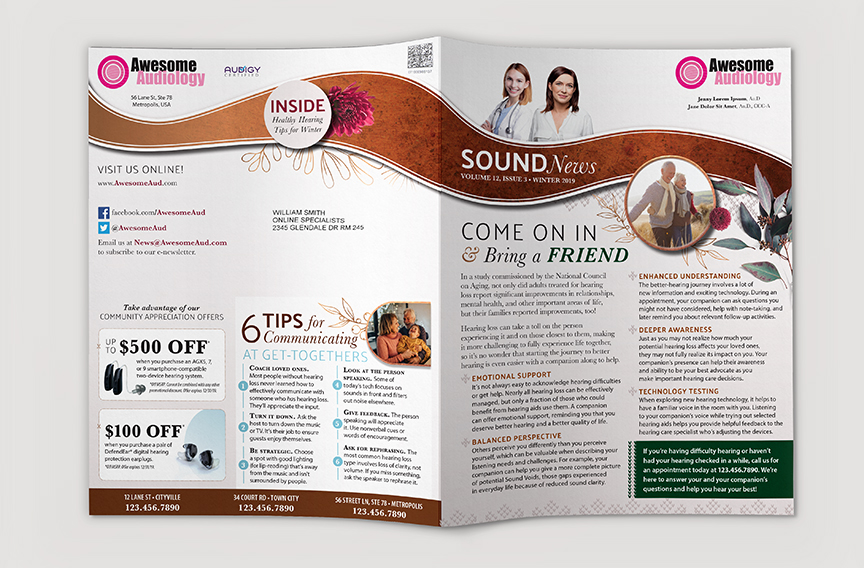 Awesome
Audiology
56 Lane St, Ste 78
Metropolis, USA
AUDIGY
CERTIFIED
INSIDE
Healthy Hearing
Tips for Winter
VISIT US ONLINE!
www.AwesomeAud.com
facebook.com/AwesomeAud
@AwesomeAud
Email us at News@AwesomeAud.com
to subscribe to our e-newsletter.
WILLIAM SMITH
ONLINE SPECIALISTS
2345 GLENDALE DR RM 245
Take advantage of our
COMMUNITY APPRECIATION OFFERS
UP TO $500 OFF*
when you purchase an AGXS, 7,
or 9 smartphone-compatible
two-device hearing system.
$100 OFF*
when you purchase a pair of
DefendEar® digital hearing
protection earplugs.
6 TIPS for
Communicating
AT GET-TOGETHERS
1
COACH LOVED ONES.
Most people without hearing
loss never learned how to
effectively communicate with
someone who has hearing loss.
They'll appreciate the input.
2
TURN IT DOWN. Ask the
host to turn down the music
or TV. It's their job to ensure
guests enjoy themselves.
3
BE STRATEGIC. Choose
a spot with good lighting
(for lip-reading) that's away
from the music and isn't
surrounded by people.
4
LOOK AT THE PERSON
SPEAKING. Some of
today's tech focuses on
sounds in front and filters
noise elsewhere.
5
GIVE FEEDBACK. The person
speaking will appreciate
it. Use nonverbal cues or
words of encouragement.
6
ASK FOR REPHRASING. The
most common hearing loss
type involves loss of clarity, not
volume. If you miss something,
ask the speaker to rephrase it.
12 LANE ST • CITYVILLE
123.456.7890
34 COURT RD • TOWN CITY
123.456.7890
56 STREET LN, STE 78 • METROPOLIS
123.456.7890
Awesome
Audiology
Jenny Lorem Ipsum, Au.D
Jane Dolor Sit Amet, Au.D., CCC-A
SOUND News
VOLUME 12, ISSUE 3 • WINTER 2019
COME ON IN
& Bring a FRIEND
In a study commissioned by the National Council
on Aging, not only did adults treated for hearing
loss report significant improvements in relationships,
mental health, and other important areas of life,
but their families reported improvements, too!
Hearing loss can take a toll on the person
experiencing it and on those closest to them, making
it more challenging to fully experience life together,
so it's no wonder that starting the journey to better
hearing is even easier with a companion along to help.
EMOTIONAL SUPPORT
It's not always easy to acknowledge hearing difficulties
or get help. Nearly all hearing loss can be effectively
managed, but only a fraction of those who could
benefit from hearing aids use them. A companion
can offer emotional support, reminding you that you
deserve better hearing and a better quality of life.
BALANCED PERSPECTIVE
Others perceive you differently than you perceive
yourself, which can be valuable when describing your
listening needs and challenges. For example, your
companion can help you give a more complete picture
of potential Sound Voids, those gaps experienced
in everyday life because of reduced sound clarity.
ENHANCED UNDERSTANDING
The better-hearing journey involves a lot of
new information and exciting technology. During an
appointment, your companion can ask questions you
might not have considered, help with note-taking, and
later remind you about relevant follow-up activities.
DEEPER AWARENESS
Just as you may not realize how much your
potential hearing loss affects your loved ones,
they may not fully realize its impact on you. Your
companion's presence can help their awareness
and ability to be your advocate as you
make important hearing care decisions.
TECHNOLOGY TESTING
When exploring new hearing technology, it helps to
have a familiar voice in the room with you. Listening
to your companion's voice while trying out selected
hearing aids helps you provide helpful feedback to the
hearing care specialist who's adjusting the devices.
If you're having difficulty hearing or haven't
had your hearing checked in a while, call us for
an appointment today at 123.456.7890. We're
here to answer your and your companion's
questions and help you hear your best!